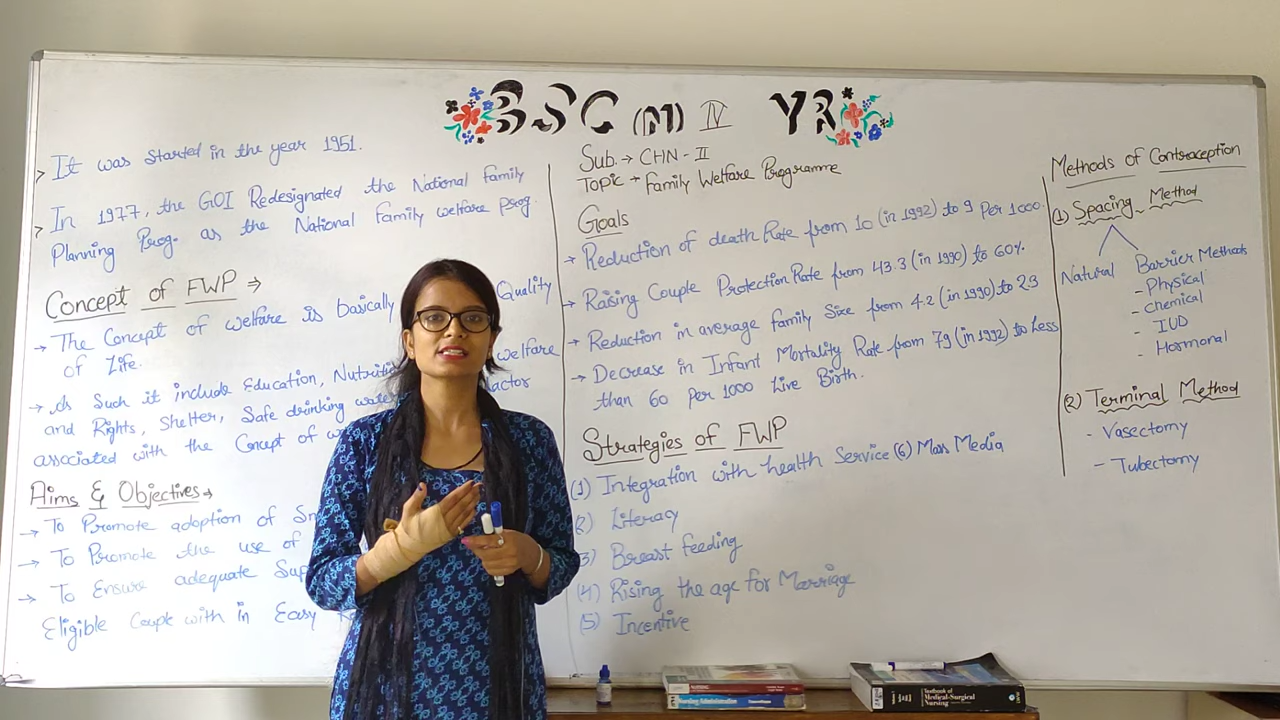 BSC (N) IV YR
It was started in the year 1951.
In 1977, the GOI Redesignated the National family
Planning Prog. as the National Family welfare prog.
Concept of FWP →
→ The Concept of welfare is basically Quality
of Life.
→ As Such it include Education, welfare
and Rights, Shelter, Safe drinking
associated with the Concept of
Aims & Objectives →
→ To Promote adoption of
→ To Promote the use of
→ To Ensure adequate
Eligible Couple with in Easy
Sub. → CHN - II
Topic → Family Welfare Programme
Goals
→ Reduction of death Rate from 10 (in 1992) to 9 Per 1000.
→ Raising Couple Protection Rate from 43.3 (in 1990) to 60%.
→ Reduction in average family Size from 4.2 (in 1990) to 2.3
→ Decrease in Infant Mortality Rate from 79 (in 1992) to Less
than 60 per 1000 Live Birth.
Strategies of FWP
(1) Integration with health Service (6) Mass Media
(2) Literacy
(3) Breast feeding
(4) Rising the age for Marriage
(5) Incentive
Methods of Contraception
(1) Spacing Method
Natural Barrier Methods
- Physical
- chemical
- IUD
- Hormonal
(2) Terminal Method
- Vasectomy
- Tubectomy
Nursing Administration
Textbook of
Medical-Surgical
Nursing